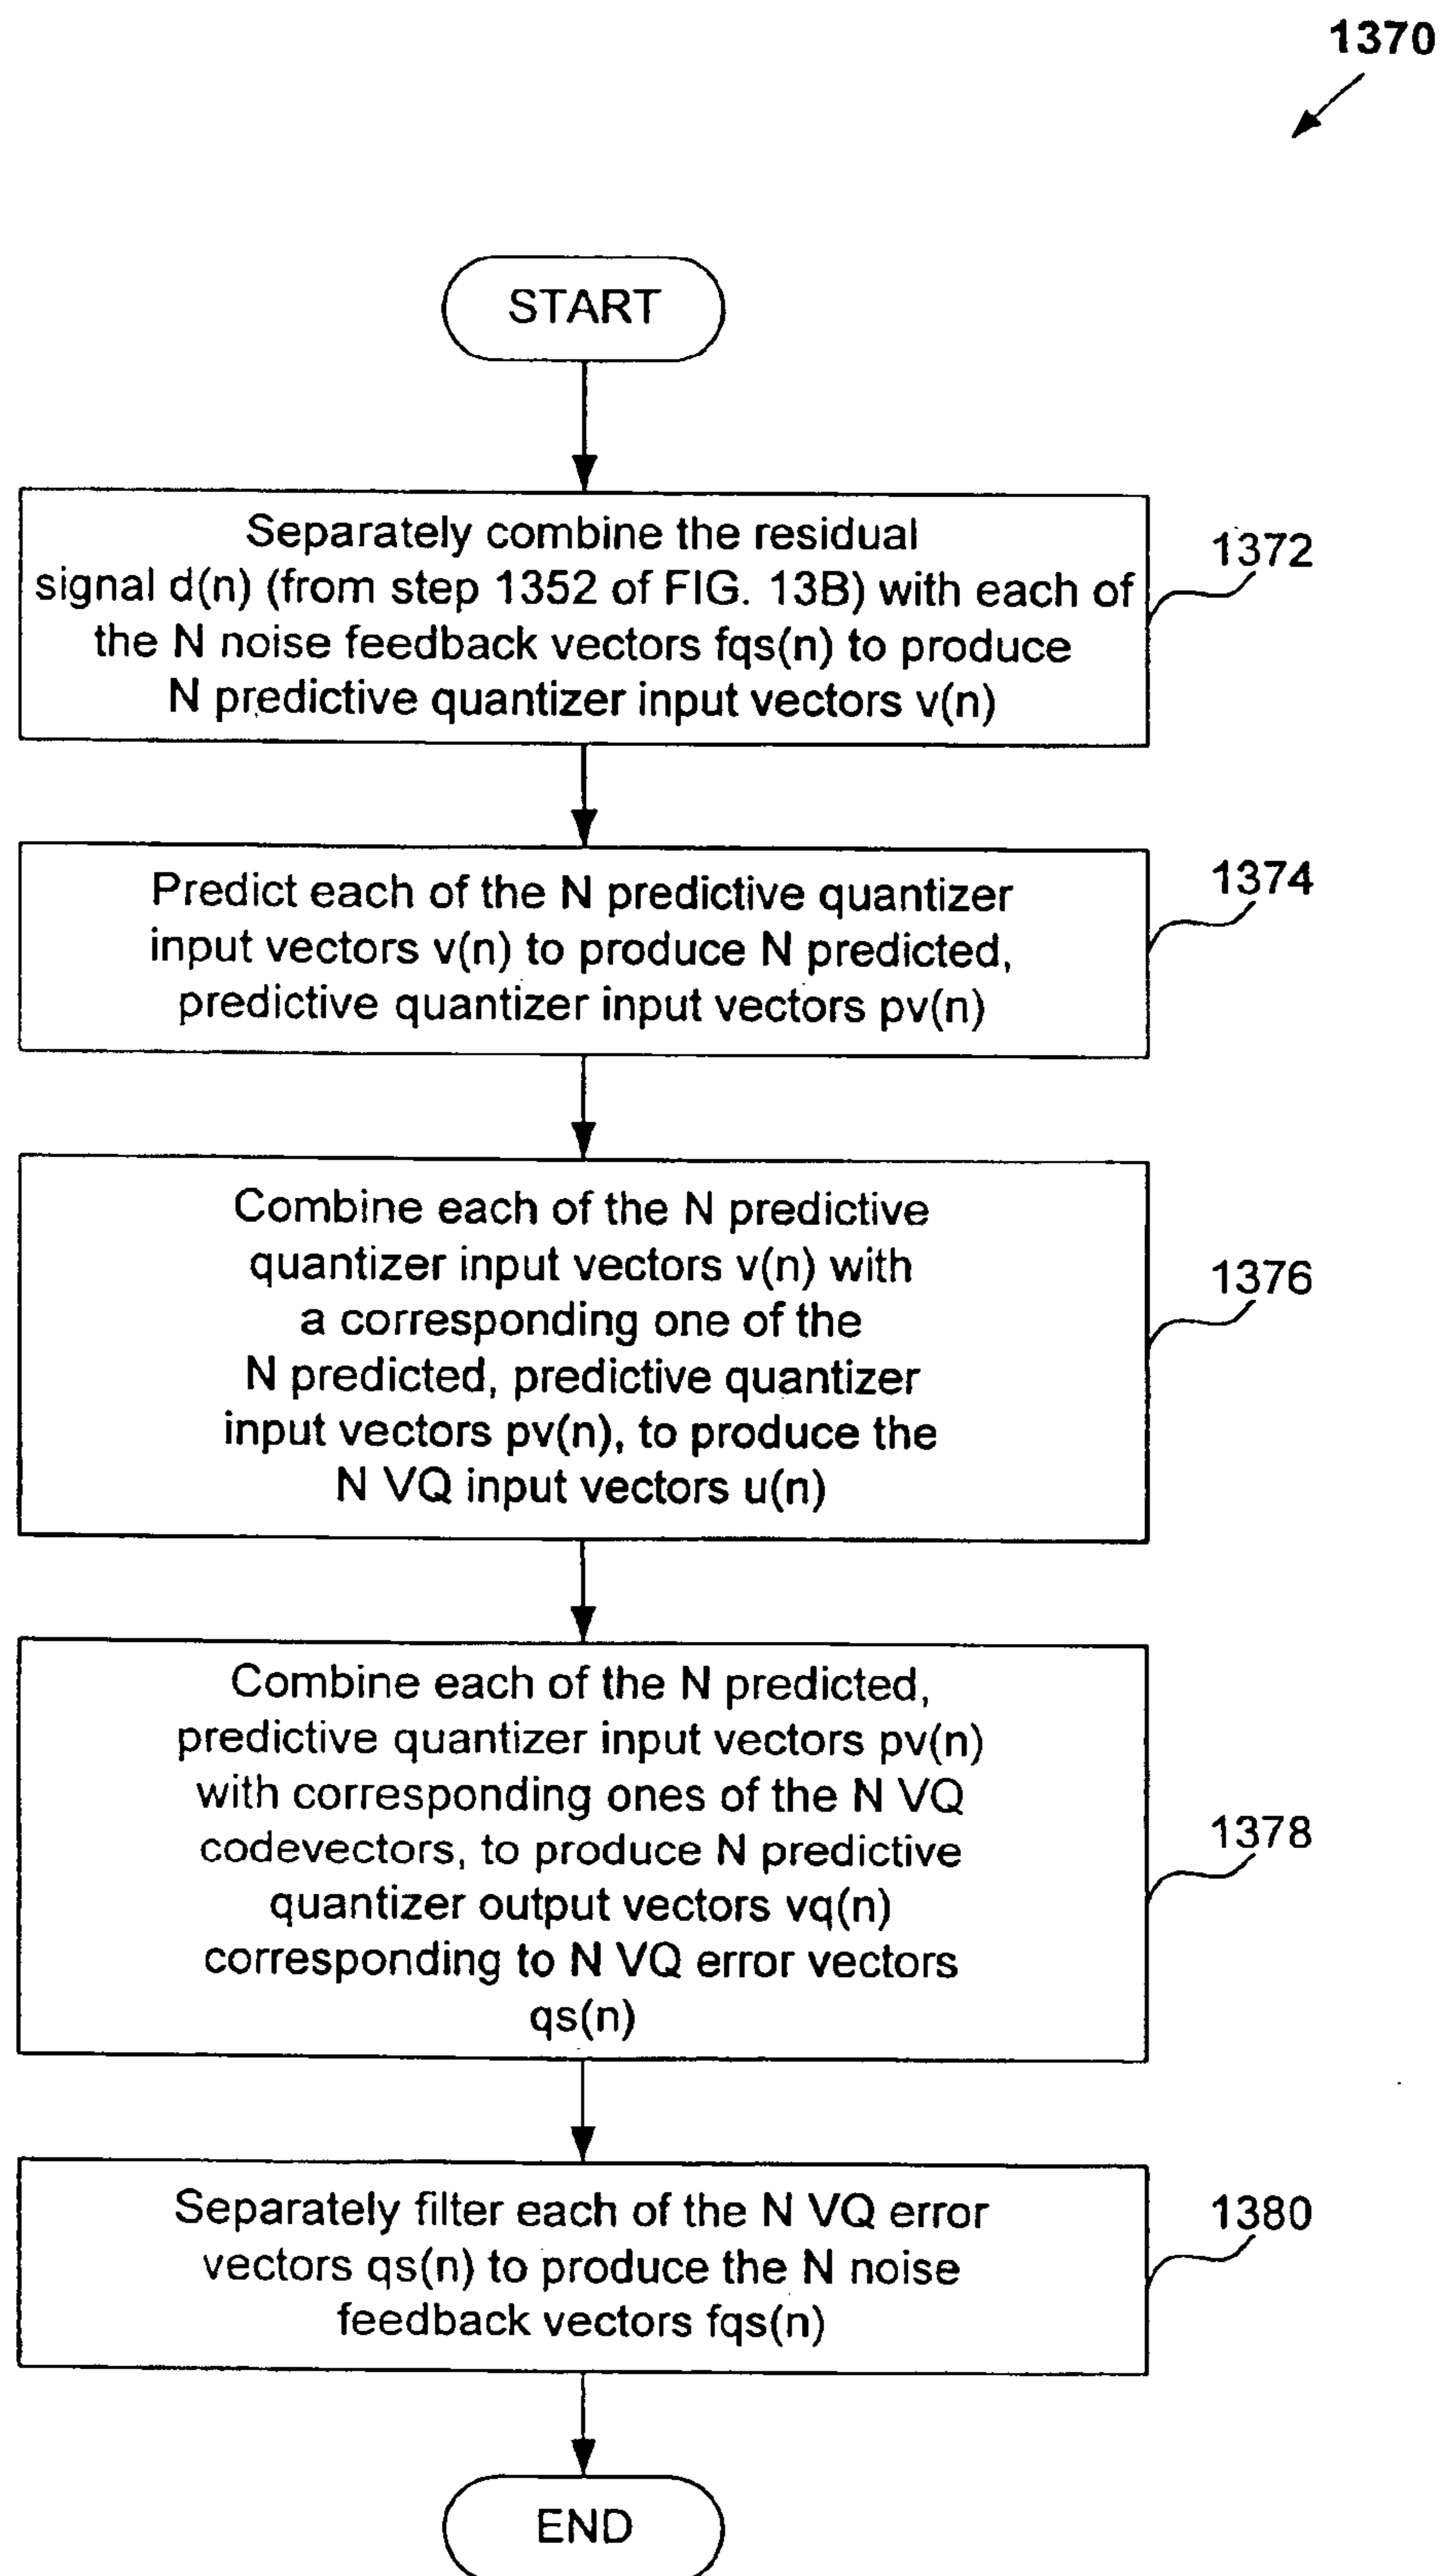 1370
START
Separately combine the residual
signal d(n) (from step 1352 of FIG. 13B) with each of
the N noise feedback vectors fqs(n) to produce
N predictive quantizer input vectors v(n)
1372
Predict each of the N predictive quantizer
input vectors v(n) to produce N predicted,
predictive quantizer input vectors pv(n)
1374
Combine each of the N predictive
quantizer input vectors v(n) with
a corresponding one of the
N predicted, predictive quantizer
input vectors pv(n), to produce the
N VQ input vectors u(n)
1376
Combine each of the N predicted,
predictive quantizer input vectors pv(n)
with corresponding ones of the N VQ
codevectors, to produce N predictive
quantizer output vectors vq(n)
corresponding to N VQ error vectors
qs(n)
1378
Separately filter each of the N VQ error
vectors qs(n) to produce the N noise
feedback vectors fqs(n)
1380
END